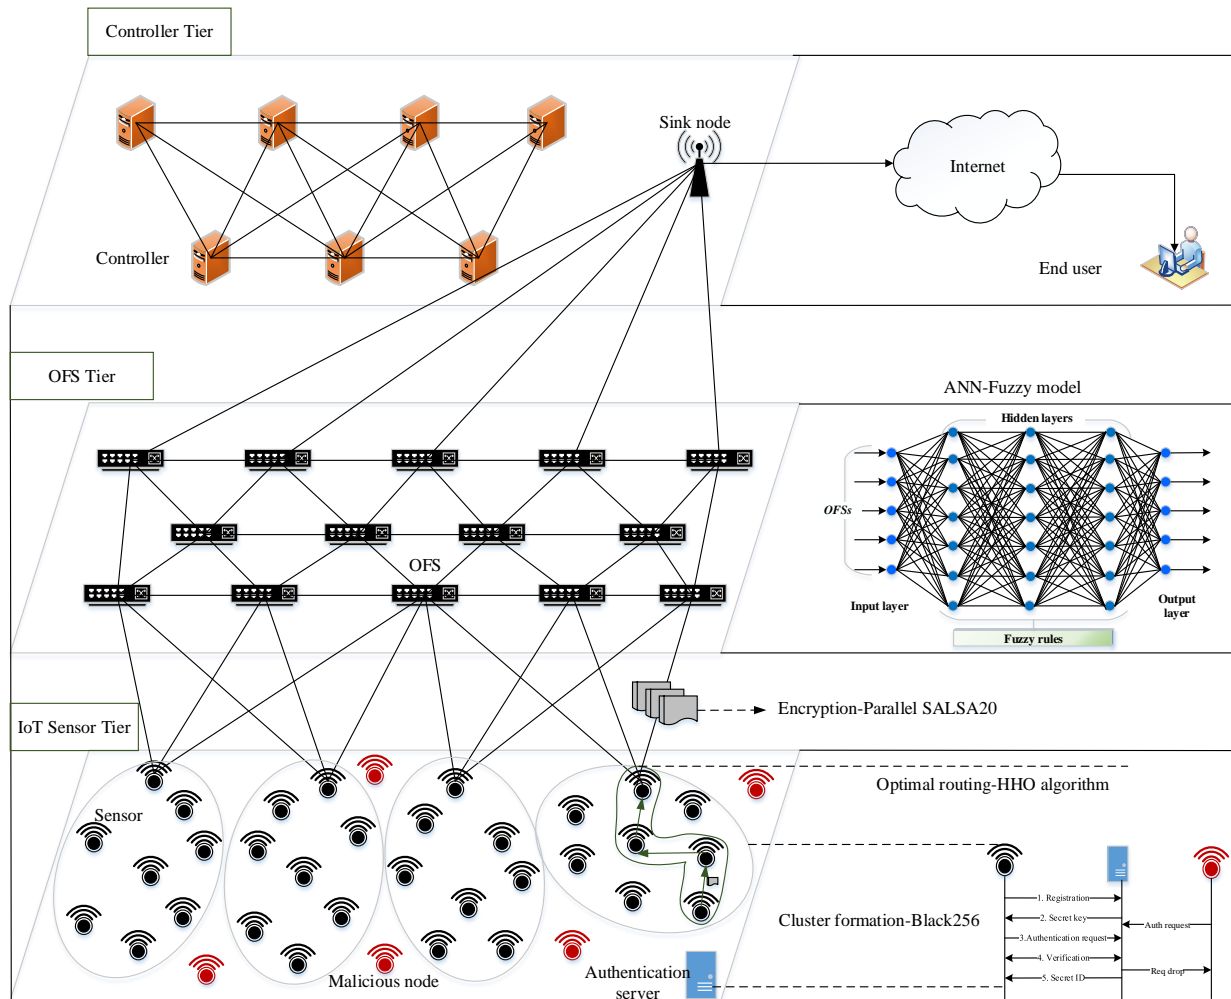 Controller Tier
Sink node
Internet
Controller
End user
OFS Tier
ANN-Fuzzy model
Hidden layers
OFSs
OFS
Input layer
Output
layer
Fuzzy rules
IoT Sensor Tier
Encryption-Parallel SALSA20
Optimal routing-HHO algorithm
Sensor
1. Registration
2. Secret key
Auth request
3.Authentication request
4. Verification
Req drop
5. Secret ID
Cluster formation-Black256
Malicious node
Authentication
server